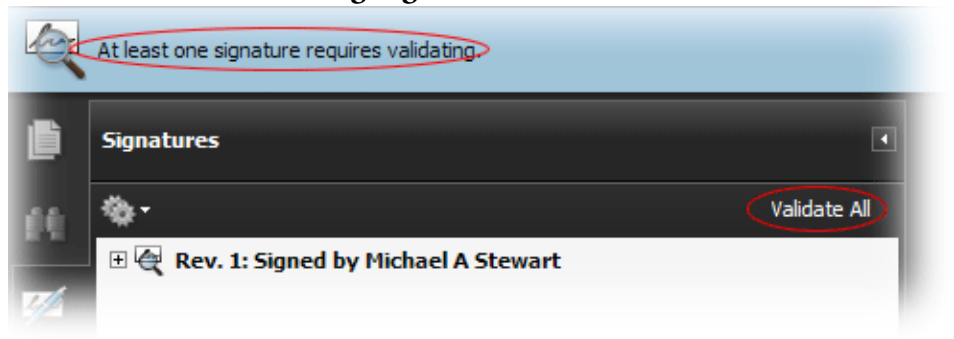 At least one signature requires validating.
Signatures
Validate All
Rev. 1: Signed by Michael A Stewart